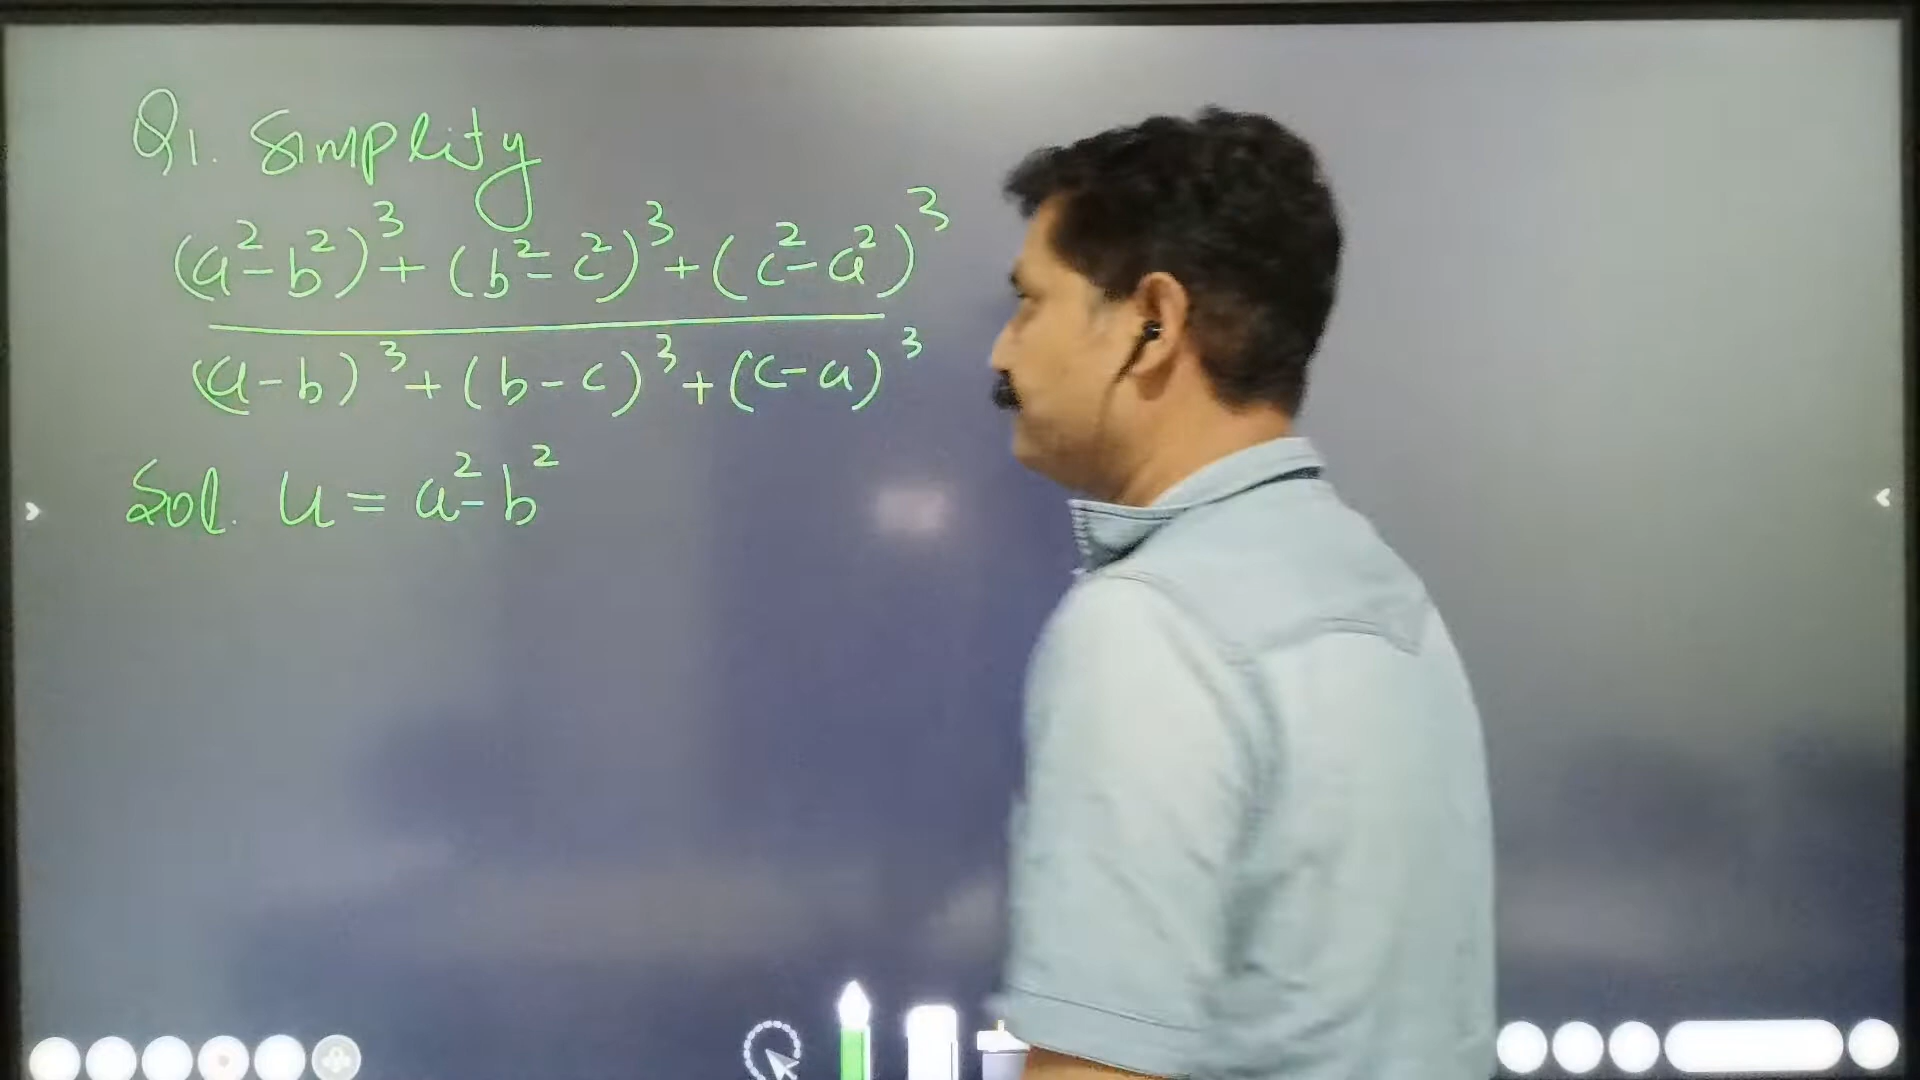 Q1. Simplify
(a²-b²)³+(b²-c²)³+(c²-a²)³
(a-b)³+(b-c)³+(c-a)³
Sol. u = a²-b²